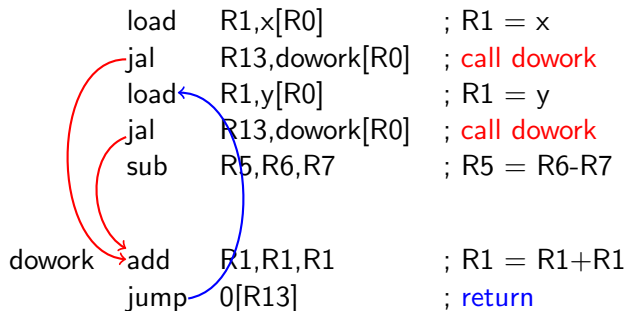 load R1,x[R0] ; R1 = x
jal R13,dowork[R0] ; call dowork
load R1,y[R0] ; R1 = y
jal R13,dowork[R0] ; call dowork
sub R5,R6,R7 ; R5 = R6-R7
dowork add R1,R1,R1 ; R1 = R1+R1
jump 0[R13] ; return